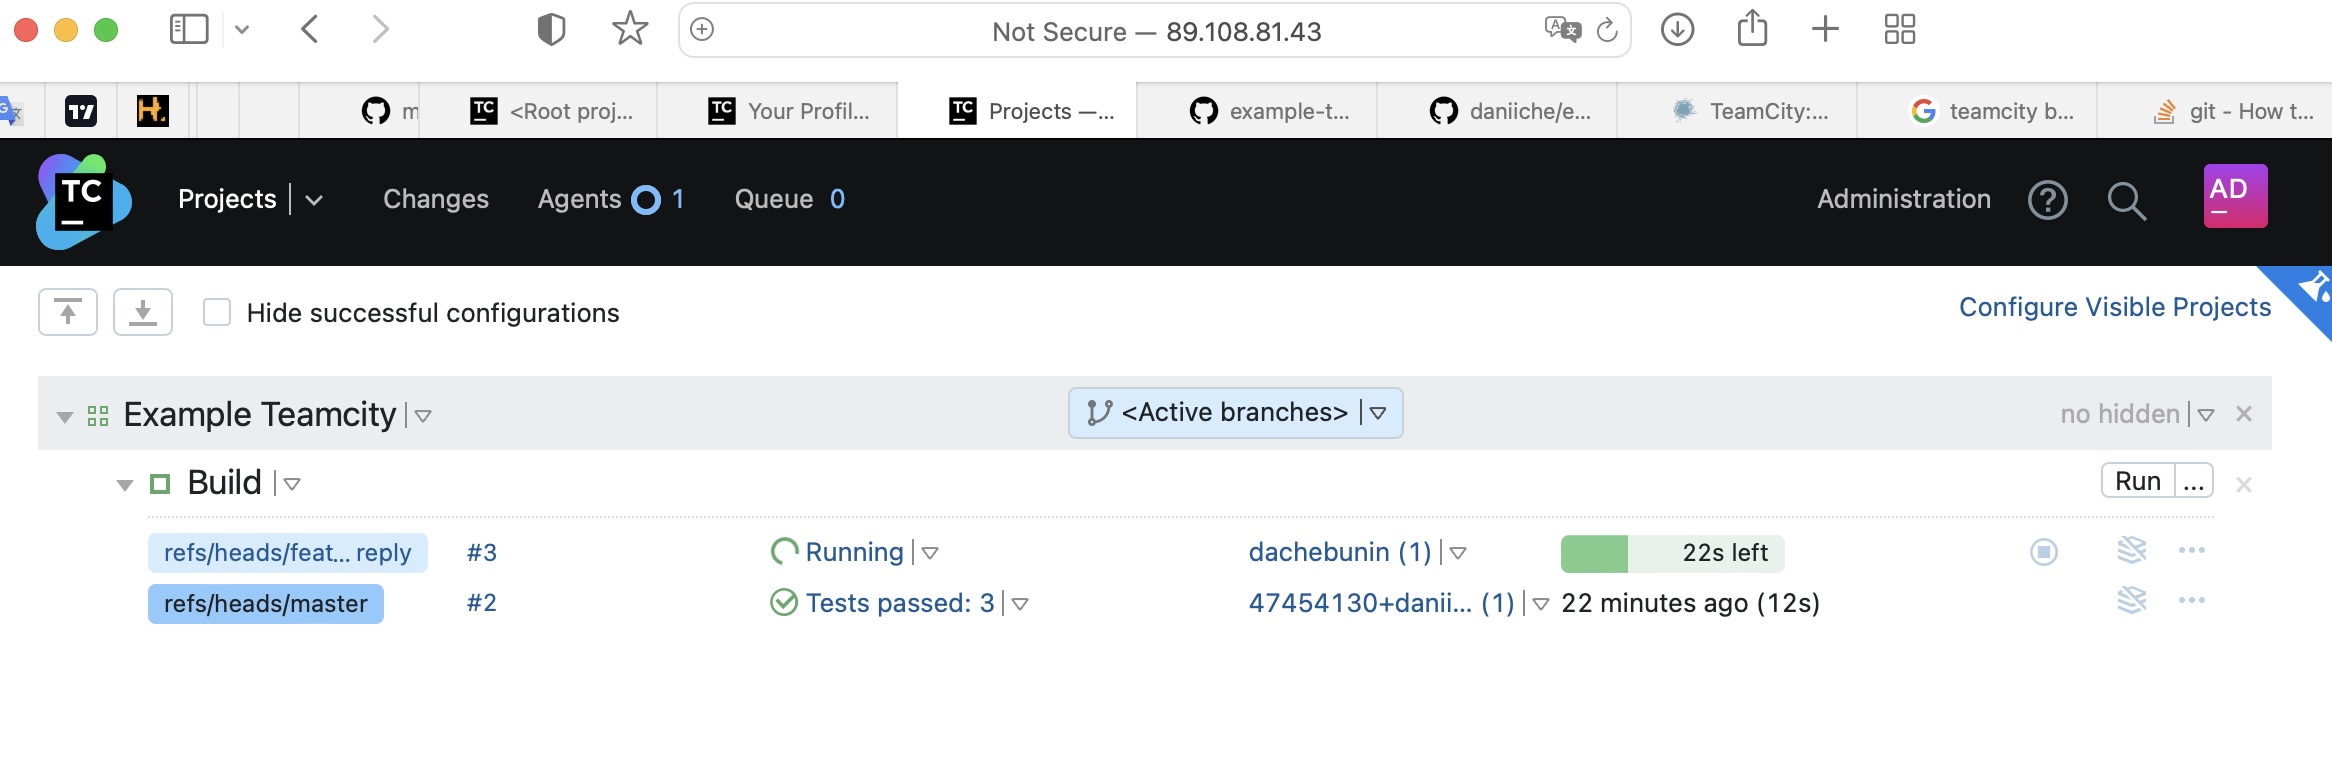 Not Secure — 89.108.81.43
m <Root proj... Your Profil... Projects —... example-t... daniiche/e... TeamCity:... teamcity b... git - How t...
TC Projects Changes Agents 1 Queue 0 Administration AD
Hide successful configurations Configure Visible Projects
Example Teamcity <Active branches> no hidden
Build Run ...
refs/heads/feat... reply #3 Running dachebunin (1) 22s left
refs/heads/master #2 Tests passed: 3 47454130+danii... (1) 22 minutes ago (12s)